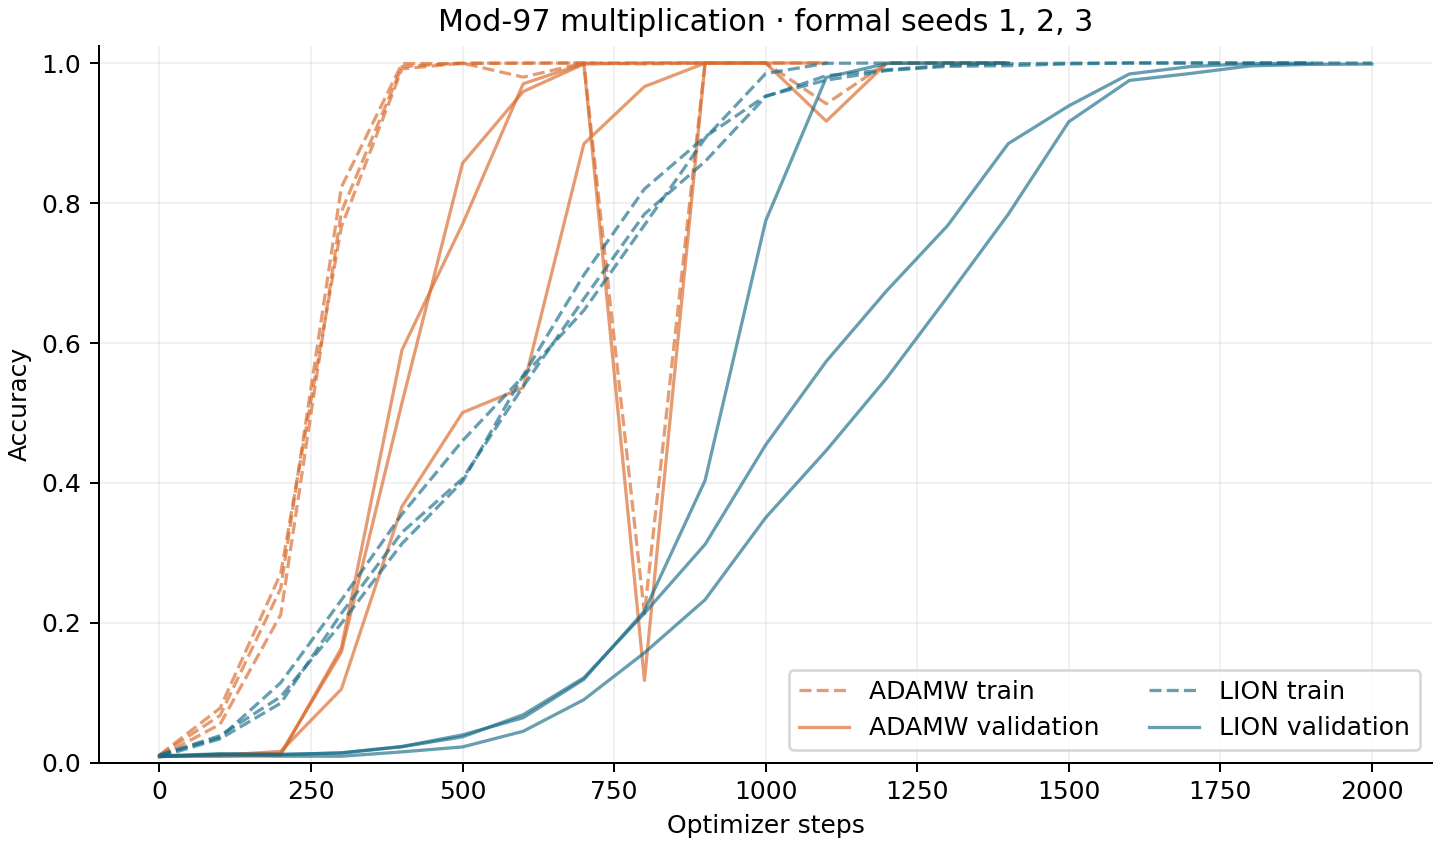 Mod-97 multiplication · formal seeds 1, 2, 3
1.0
0.8
0.6
0.4
0.2
0.0
Accuracy
0 250 500 750 1000 1250 1500 1750 2000
Optimizer steps
ADAMW train
ADAMW validation
LION train
LION validation